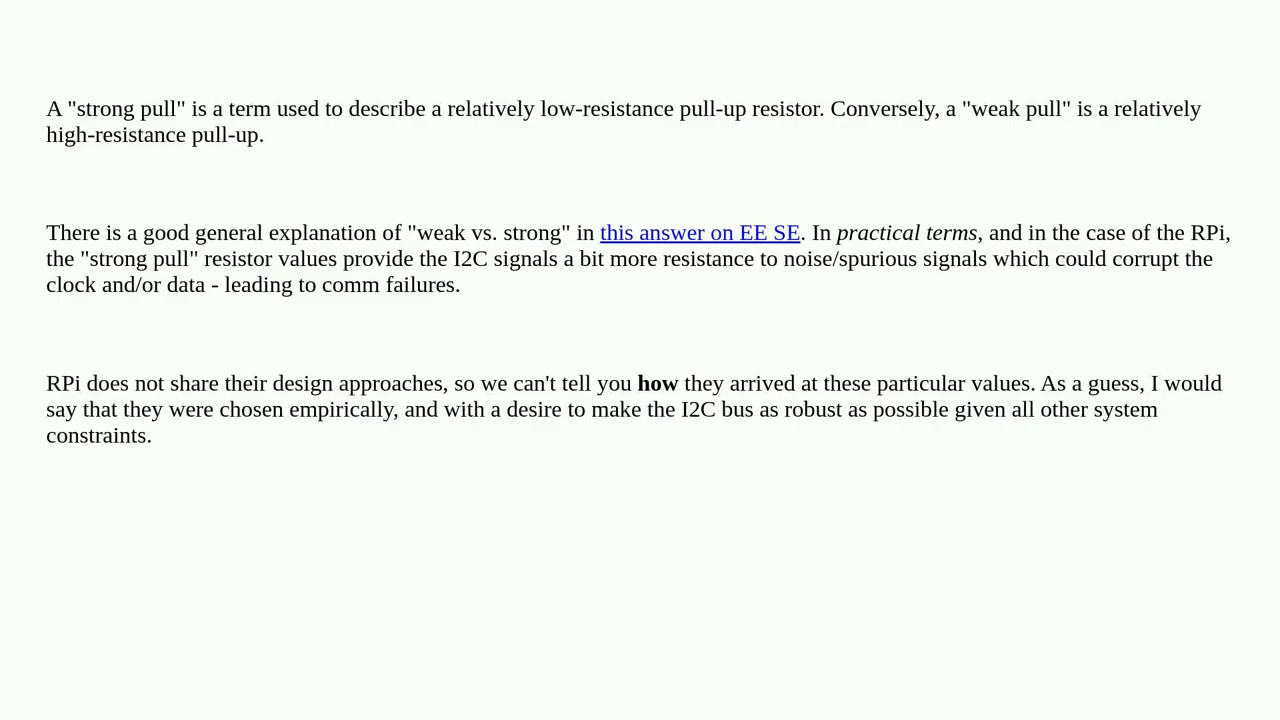 A "strong pull" is a term used to describe a relatively low-resistance pull-up resistor. Conversely, a "weak pull" is a relatively
high-resistance pull-up.
There is a good general explanation of "weak vs. strong" in this answer on EE SE. In practical terms, and in the case of the RPi,
the "strong pull" resistor values provide the I2C signals a bit more resistance to noise/spurious signals which could corrupt the
clock and/or data - leading to comm failures.
RPi does not share their design approaches, so we can't tell you how they arrived at these particular values. As a guess, I would
say that they were chosen empirically, and with a desire to make the I2C bus as robust as possible given all other system
constraints.